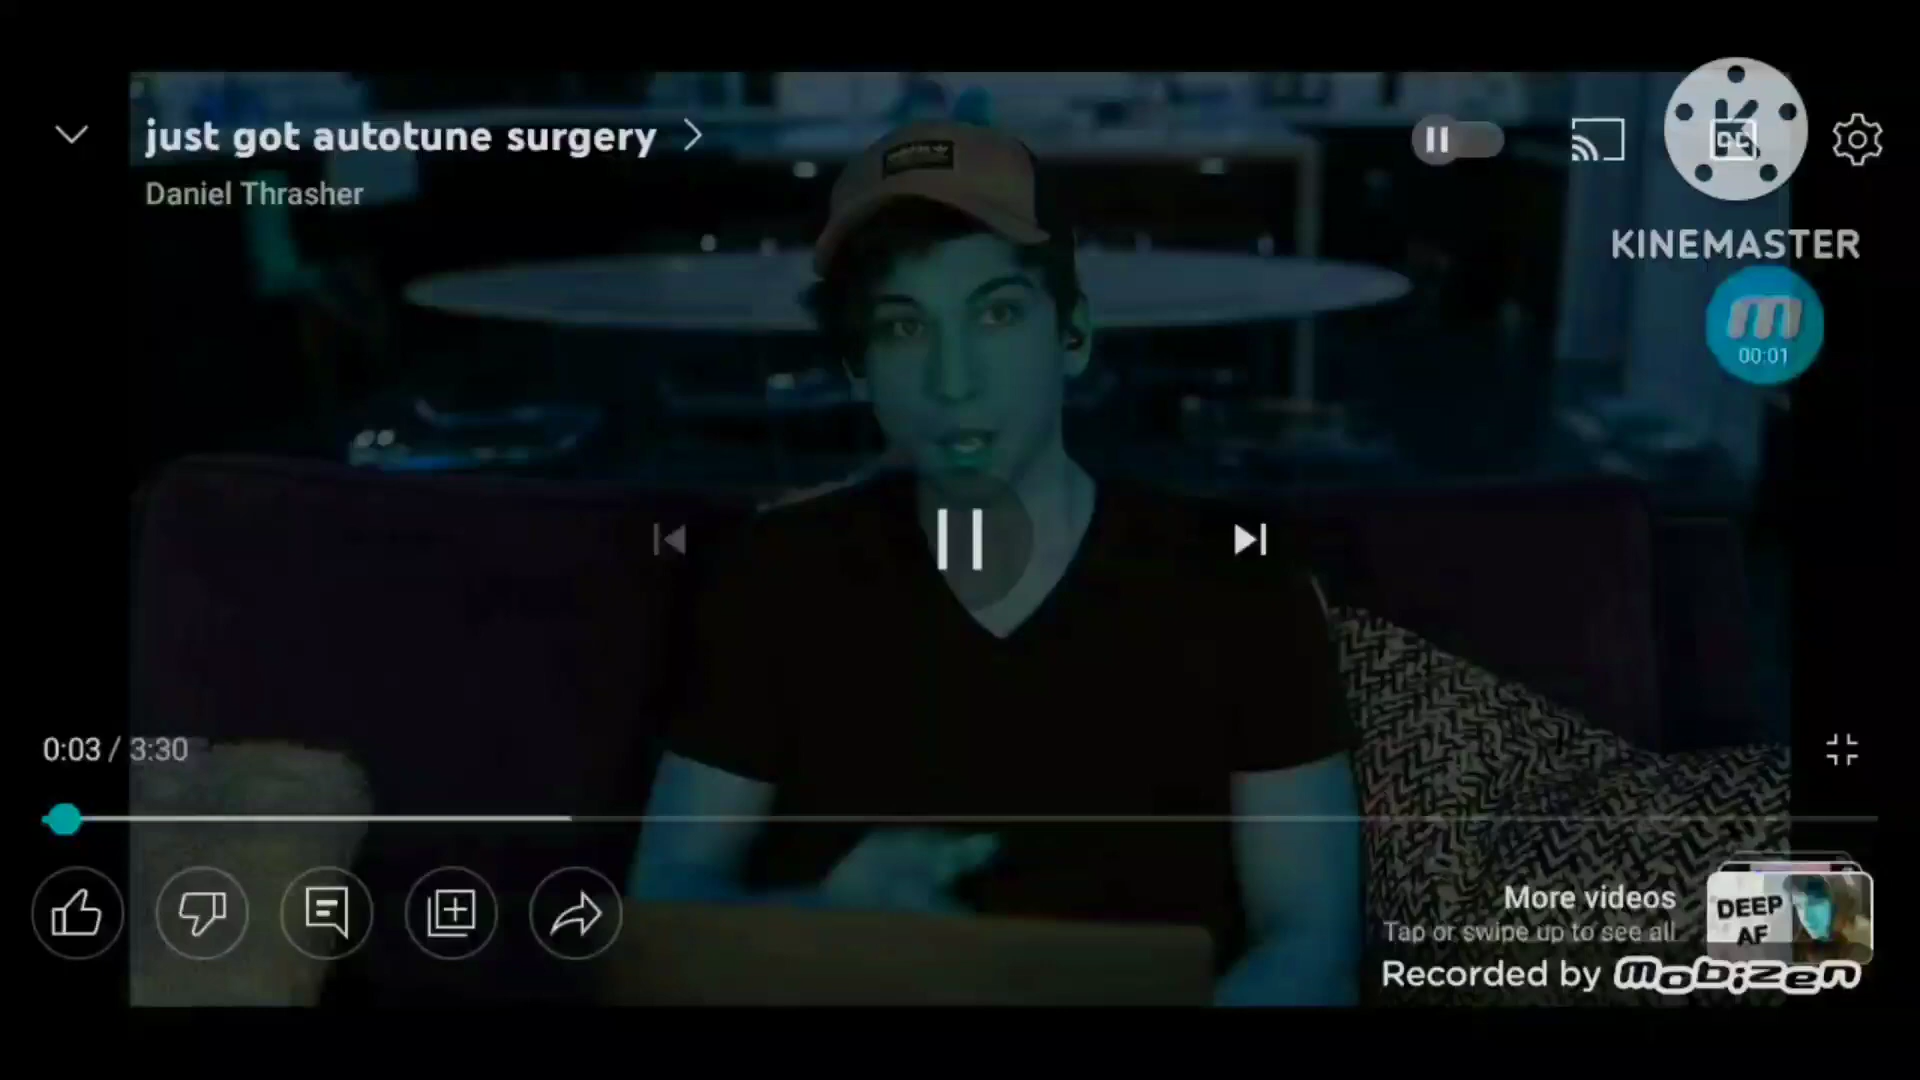 just got autotune surgery
Daniel Thrasher
KINEMASTER
m
00:01
0:03 / 3:30
More videos
Tap or swipe up to see all
DEEP
AF
Recorded by mobizen